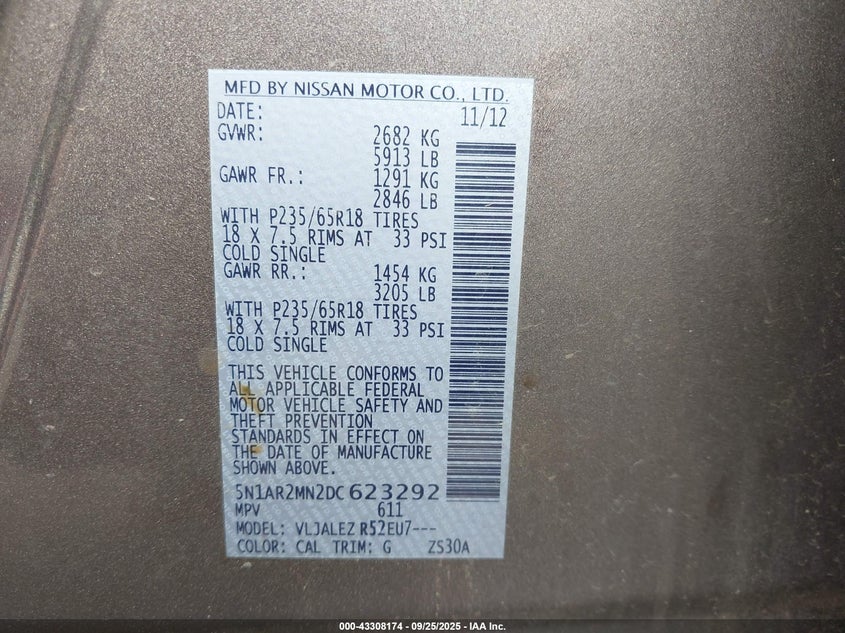 MFD BY NISSAN MOTOR CO., LTD.
DATE: 11/12
GVWR: 2682 KG
5913 LB
GAWR FR.: 1291 KG
2846 LB
WITH P235/65R18 TIRES
18 X 7.5 RIMS AT 33 PSI
COLD SINGLE
GAWR RR.: 1454 KG
3205 LB
WITH P235/65R18 TIRES
18 X 7.5 RIMS AT 33 PSI
COLD SINGLE
THIS VEHICLE CONFORMS TO
ALL APPLICABLE FEDERAL
MOTOR VEHICLE SAFETY AND
THEFT PREVENTION
STANDARDS IN EFFECT ON
THE DATE OF MANUFACTURE
SHOWN ABOVE.
5N1AR2MN2DC623292
MPV 611
MODEL: VLJALEZ R52EU7---
COLOR: CAL TRIM: G ZS30A
000-43308174 - 09/25/2025 - IAA Inc.